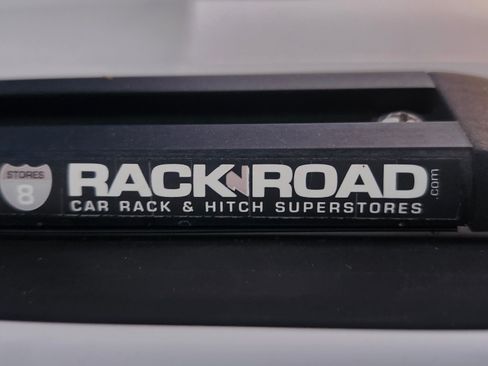 STORES
8
RACKNROAD.com
CAR RACK & HITCH SUPERSTORES